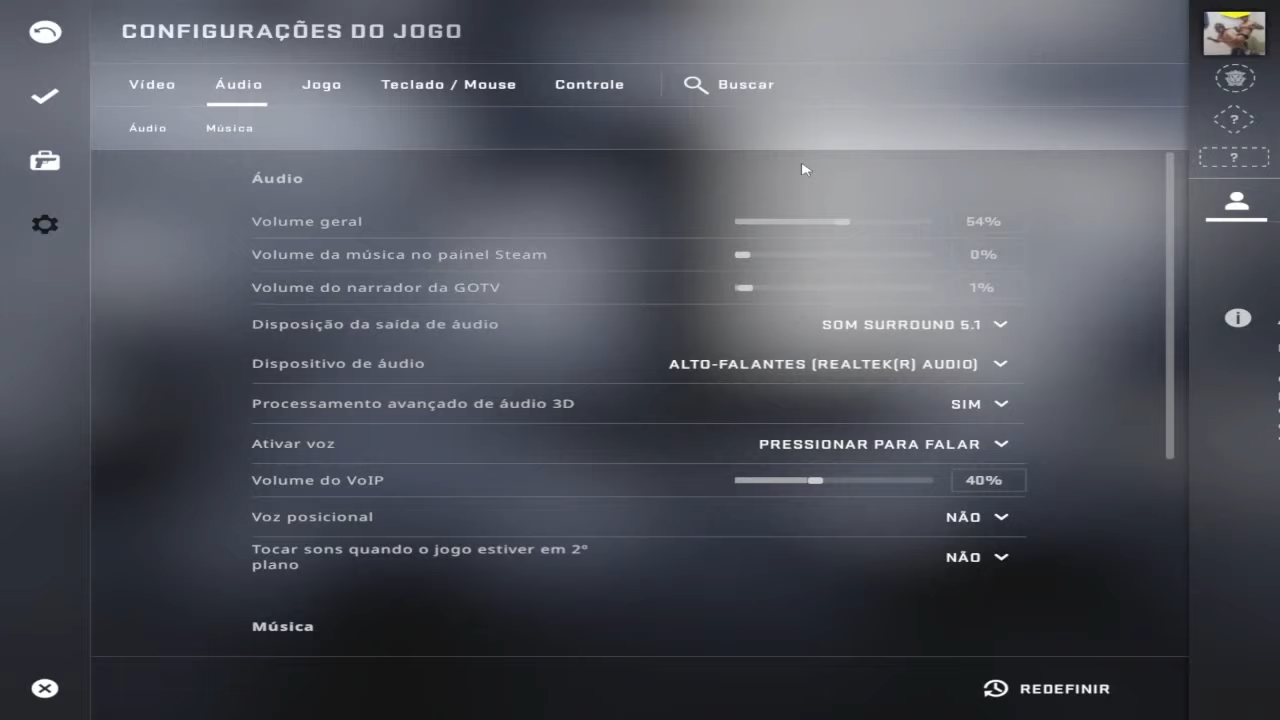 CONFIGURAÇÕES DO JOGO
Vídeo Áudio Jogo Teclado / Mouse Controle Buscar
Áudio Música
Áudio
Volume geral 54%
Volume da música no painel Steam 0%
Volume do narrador da GOTV 1%
Disposição da saída de áudio SOM SURROUND 5.1
Dispositivo de áudio ALTO-FALANTES (REALTEK(R) AUDIO)
Processamento avançado de áudio 3D SIM
Ativar voz PRESSIONAR PARA FALAR
Volume do VoIP 40%
Voz posicional NÃO
Tocar sons quando o jogo estiver em 2º
plano NÃO
Música
REDEFINIR
?
?